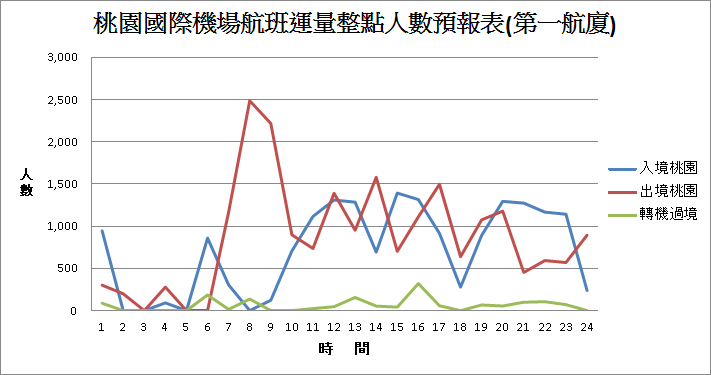 桃園國際機場航班運量整點人數預報表(第一航廈)
3,000
2,500
2,000
1,500
1,000
500
0
人數
1 2 3 4 5 6 7 8 9 10 11 12 13 14 15 16 17 18 19 20 21 22 23 24
時 間
入境桃園
出境桃園
轉機過境